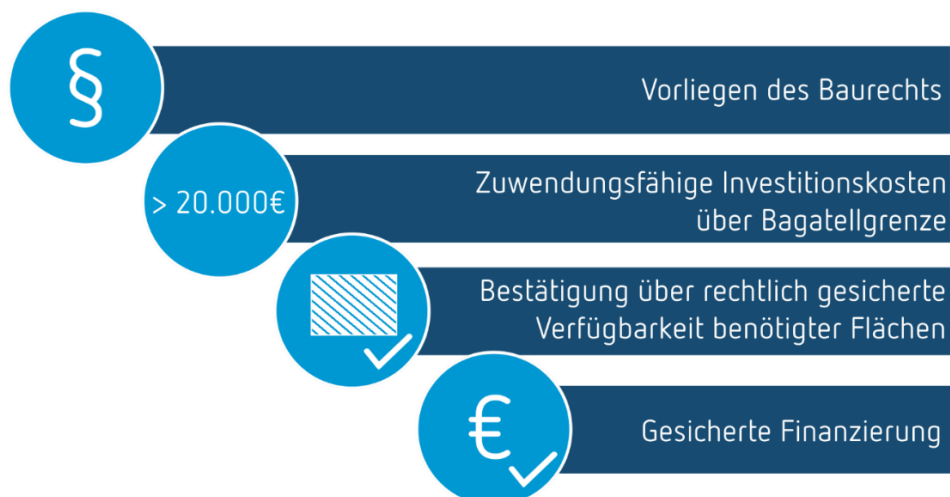 §
Vorliegen des Baurechts
> 20.000€
Zuwendungsfähige Investitionskosten
über Bagatellgrenze
Bestätigung über rechtlich gesicherte
Verfügbarkeit benötigter Flächen
€
Gesicherte Finanzierung